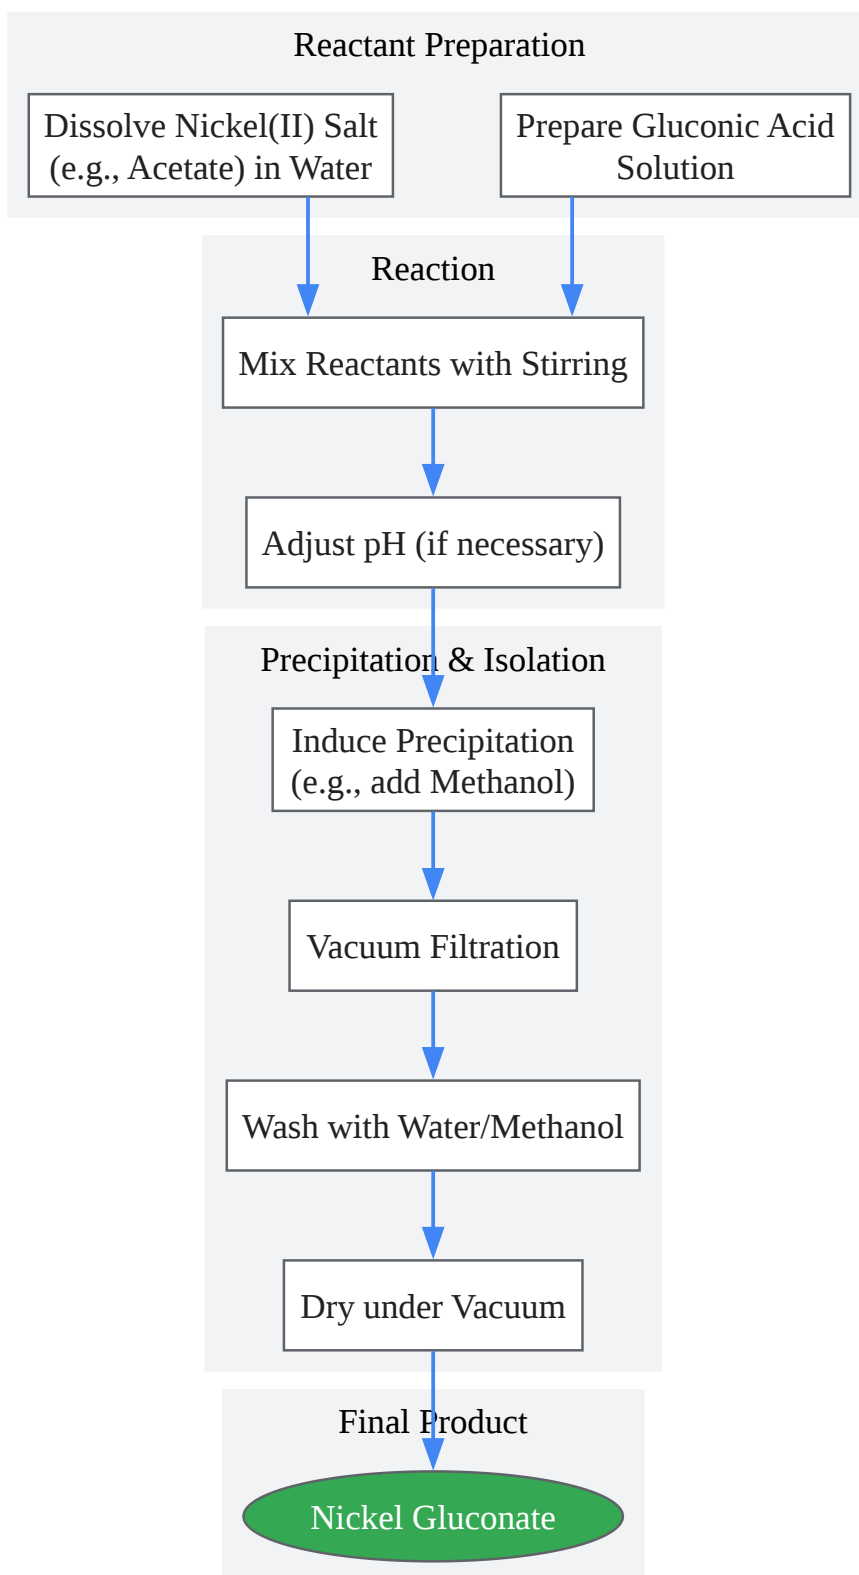 Reactant Preparation
Dissolve Nickel(II) Salt
(e.g., Acetate) in Water
Prepare Gluconic Acid
Solution
Reaction
Mix Reactants with Stirring
Adjust pH (if necessary)
Precipitation & Isolation
Induce Precipitation
(e.g., add Methanol)
Vacuum Filtration
Wash with Water/Methanol
Dry under Vacuum
Final Product
Nickel Gluconate